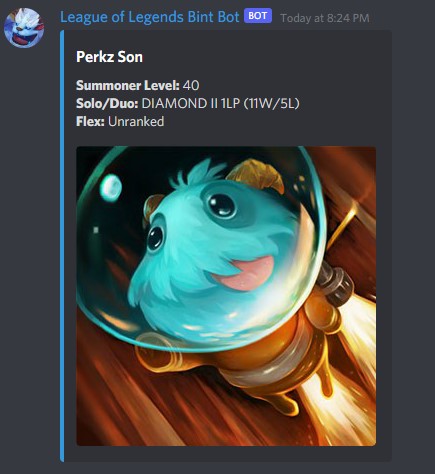 League of Legends Bint Bot BOT Today at 8:24 PM
Perkz Son
Summoner Level: 40
Solo/Duo: DIAMOND II 1LP (11W/5L)
Flex: Unranked